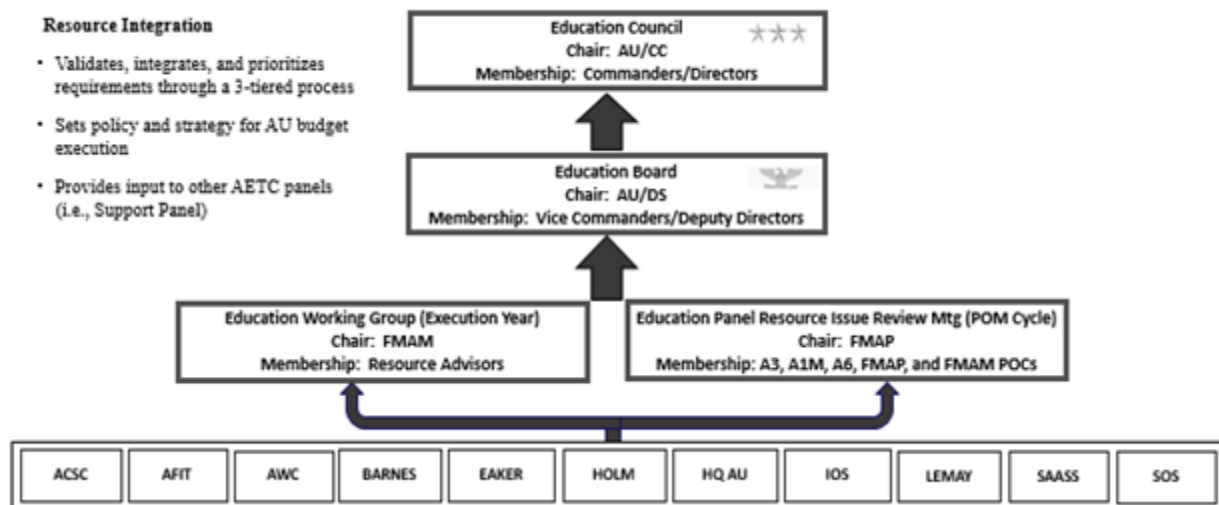 Resource Integration
• Validates, integrates, and prioritizes
requirements through a 3-tiered process
• Sets policy and strategy for AU budget
execution
• Provides input to other AETC panels
(i.e., Support Panel)
Education Council
Chair: AU/CC
Membership: Commanders/Directors
Education Board
Chair: AU/DS
Membership: Vice Commanders/Deputy Directors
Education Working Group (Execution Year)
Chair: FMAM
Membership: Resource Advisors
Education Panel Resource Issue Review Mtg (POM Cycle)
Chair: FMAP
Membership: A3, A1M, A6, FMAP, and FMAM POCs
ACSC
AFIT
AWC
BARNES
EAKER
HOLM
HQ AU
IOS
LEMAY
SAASS
SOS